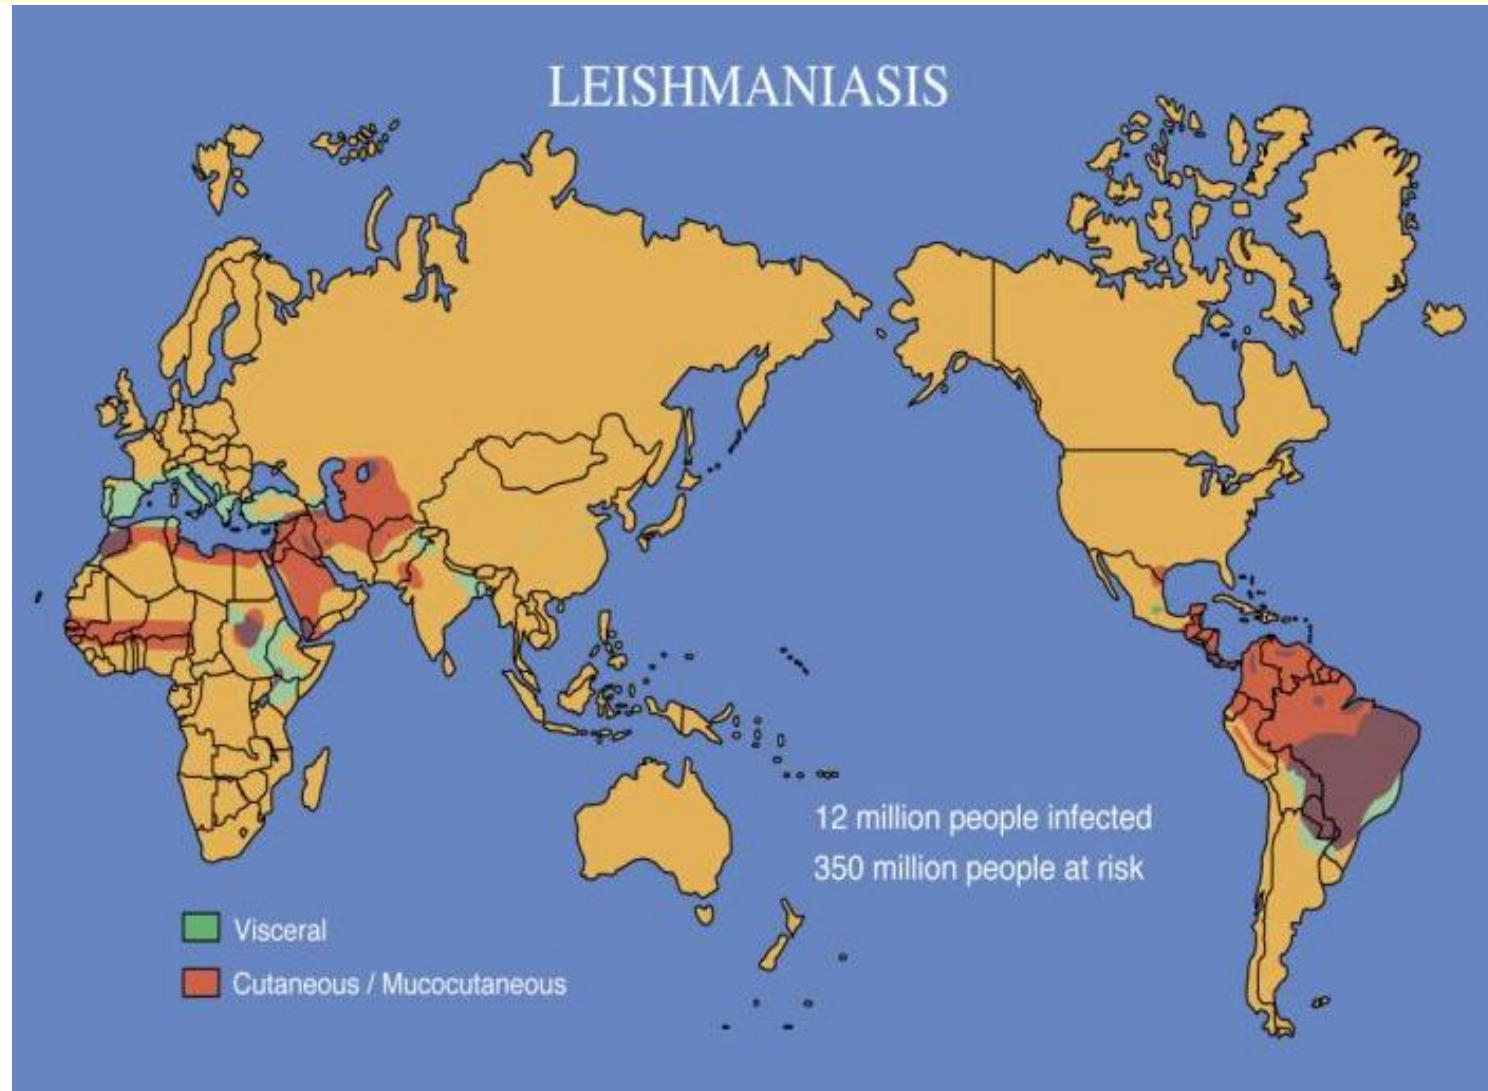 LEISHMANIASIS
12 million people infected
350 million people at risk
Visceral
Cutaneous / Mucocutaneous